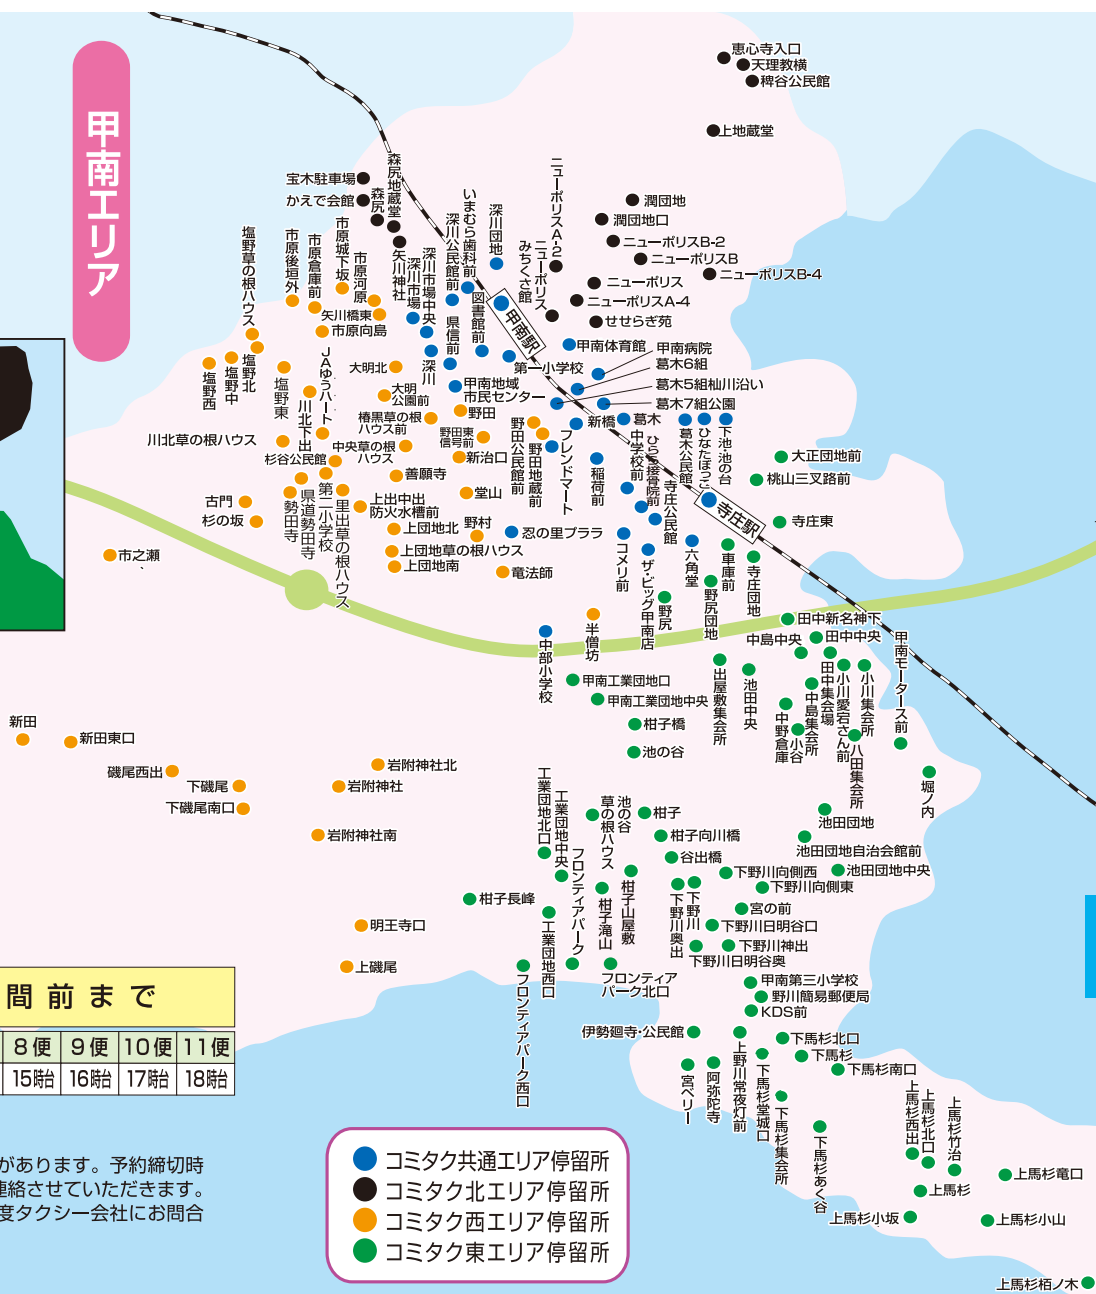 甲南エリア
恵心寺入口
天理教横
稗谷公民館
上地蔵堂
宝木駐車場
かえで会館
森尻
森尻地蔵堂
矢川神社
ニューポリスA-2
ニューポリス
みちくさ館
潤団地
潤団地口
ニューポリスB-2
ニューポリスB
ニューポリスB-4
ニューポリス
ニューポリスA-4
せせらぎ苑
塩野草の根ハウス
市原後垣外
市原倉庫前
市原城下坂
市原河原
矢川橋東
市原向島
深川市場
深川市場中央
深川公民館前
いまむら歯科前
深川団地
図書館前
県信前
深川
甲南駅
第一小学校
甲南体育館
甲南病院
葛木6組
葛木5組杣川沿い
葛木7組公園
甲南地域
市民センター
新橋
葛木
塩野西
塩野中
塩野北
塩野東
川北下出
JAゆうハート
大明北
大明
公園前
椿黒草の根
ハウス前
野田
野田東
信号前
新治口
川北草の根ハウス
杉谷公民館
中央草の根
ハウス
善願寺
堂山
野田公民館前
野田地蔵前
フレンドマート
稲荷前
中学校前
ひらき接骨院前
寺庄公民館
葛木公民館
ひなたぼっこ
下池・池の台
寺庄駅
大正団地前
桃山三叉路前
寺庄東
古門
杉の坂
勢田寺
県道勢田寺
第二小学校
里出草の根ハウス
上出中出
防火水槽前
上団地北
野村
上団地草の根ハウス
上団地南
竜法師
忍の里プララ
コメリ前
ザ・ビッグ甲南店
六角堂
車庫前
寺庄団地
野尻
野尻団地
市之瀬
半僧坊
中部小学校
田中新名神下
中島中央
田中中央
甲南モータース前
甲南工業団地口
甲南工業団地中央
柑子橋
池の谷
出屋敷集会所
池田中央
中野倉庫
小谷
中島集会所
田中集会場
小川愛宕さん前
小川集会所
八田集会所
堀ノ内
新田
新田東口
磯尾西出
下磯尾
下磯尾南口
岩附神社北
岩附神社
岩附神社南
工業団地北口
工業団地中央
フロンティアパーク
池の谷
草の根ハウス
柑子
柑子向川橋
谷出橋
池田団地
池田団地自治会館前
池田団地中央
下野川向側西
下野川向側東
宮の前
下野川日明谷口
下野川神出
下野川日明谷奥
下野川
下野川奥出
柑子長峰
柑子滝山
柑子山屋敷
工業団地西口
フロンティア
パーク北口
フロンティアパーク西口
明王寺口
上磯尾
甲南第三小学校
野川簡易郵便局
KDS前
伊勢廻寺・公民館
宮ベリー
阿弥陀寺
上野川常夜灯前
下馬杉北口
下馬杉
下馬杉南口
下馬杉堂城口
下馬杉集会所
下馬杉あく谷
上馬杉西出
上馬杉北口
上馬杉竹治
上馬杉竜口
上馬杉
上馬杉小坂
上馬杉小山
上馬杉栢ノ木
間前まで
8便 9便 10便 11便
15時台 16時台 17時台 18時台
があります。予約締切時
連絡させていただきます。
度タクシー会社にお問合
コミタク共通エリア停留所
コミタク北エリア停留所
コミタク西エリア停留所
コミタク東エリア停留所